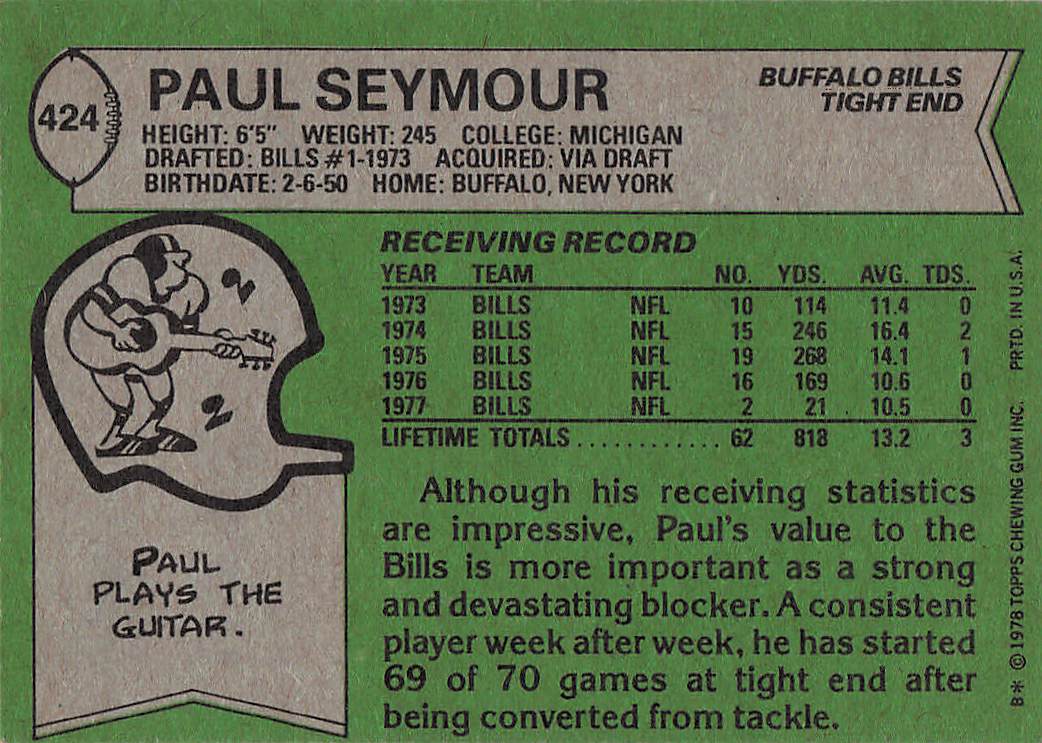 424
PAUL SEYMOUR
BUFFALO BILLS
TIGHT END
HEIGHT: 6'5" WEIGHT: 245 COLLEGE: MICHIGAN
DRAFTED: BILLS #1-1973 ACQUIRED: VIA DRAFT
BIRTHDATE: 2-6-50 HOME: BUFFALO, NEW YORK
RECEIVING RECORD
YEAR TEAM NO. YDS. AVG. TDS.
1973 BILLS NFL 10 114 11.4 0
1974 BILLS NFL 15 246 16.4 2
1975 BILLS NFL 19 268 14.1 1
1976 BILLS NFL 16 169 10.6 0
1977 BILLS NFL 2 21 10.5 0
LIFETIME TOTALS............ 62 818 13.2 3
Although his receiving statistics
are impressive, Paul's value to the
Bills is more important as a strong
and devastating blocker. A consistent
player week after week, he has started
69 of 70 games at tight end after
being converted from tackle.
PAUL
PLAYS THE
GUITAR.
B* © 1978 TOPPS CHEWING GUM INC. PRTD. IN U.S.A.